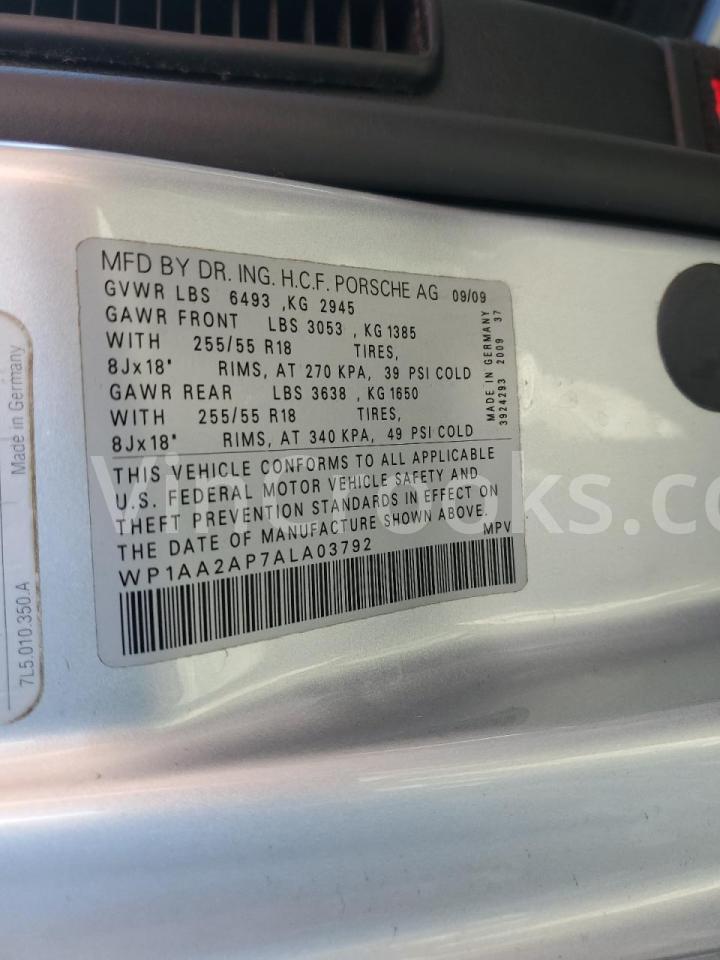 MFD BY DR. ING. H.C.F. PORSCHE AG 09/09
GVWR LBS 6493 ,KG 2945
GAWR FRONT LBS 3053 , KG 1385
WITH 255/55 R18 TIRES,
8Jx18" RIMS, AT 270 KPA, 39 PSI COLD
GAWR REAR LBS 3638 , KG 1650
WITH 255/55 R18 TIRES,
8Jx18" RIMS, AT 340 KPA, 49 PSI COLD
MADE IN GERMANY
3924293 2009 37
THIS VEHICLE CONFORMS TO ALL APPLICABLE
U.S. FEDERAL MOTOR VEHICLE SAFETY AND
THEFT PREVENTION STANDARDS IN EFFECT ON
THE DATE OF MANUFACTURE SHOWN ABOVE.
MPV
WP1AA2AP7ALA03792
Made in Germany
7L5.010.350.A
VinCrooks.co